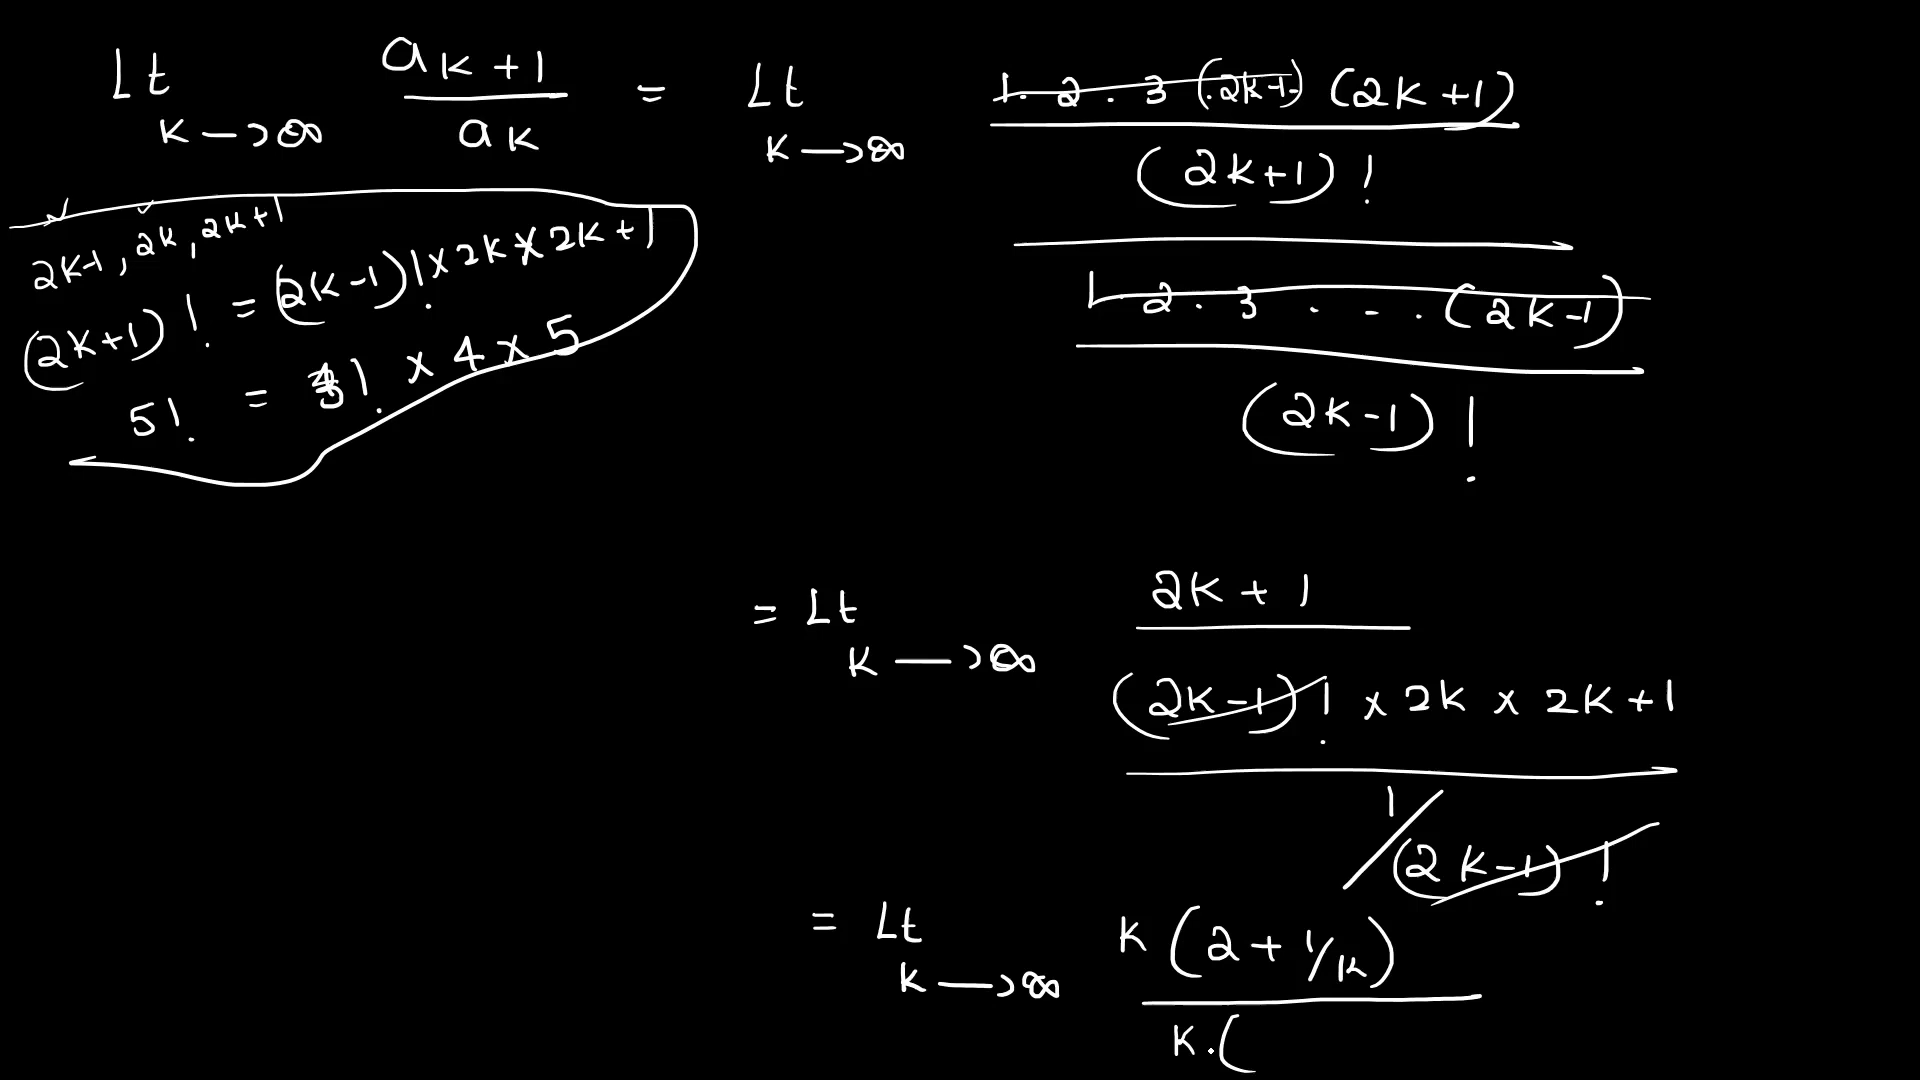 Lt k→∞ a k+1 / a k = Lt k→∞
1 . 2 . 3 (.2k-1.) (2k+1)
(2k+1) !
1 . 2 . 3 . - . . (2k-1)
(2k-1) !
2k-1, 2k, 2k+1
(2k+1) ! = (2k-1) ! x 2k x 2k+1
5! = 3! x 4 x 5
= Lt k→∞ 2k + 1
(2k-1) ! x 2k x 2k+1
1/(2k-1) !
= Lt k→∞ k (2 + 1/k)
k.(